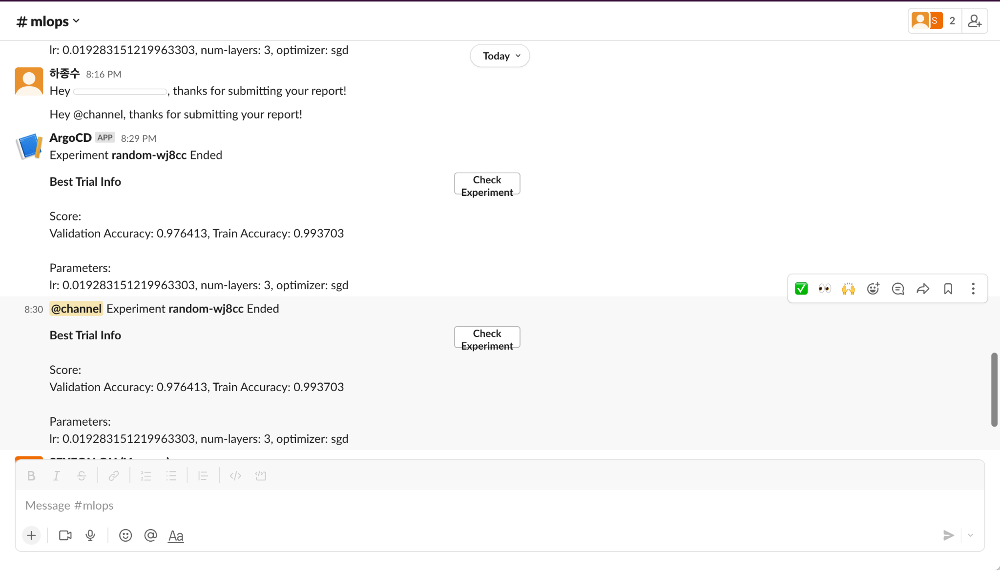 # mlops
S 2
lr: 0.019283151219963303, num-layers: 3, optimizer: sgd
Today
하종수 8:16 PM
Hey , thanks for submitting your report!
Hey @channel, thanks for submitting your report!
ArgoCD APP 8:29 PM
Experiment random-wj8cc Ended
Best Trial Info
Check
Experiment
Score:
Validation Accuracy: 0.976413, Train Accuracy: 0.993703
Parameters:
lr: 0.019283151219963303, num-layers: 3, optimizer: sgd
8:30 @channel Experiment random-wj8cc Ended
Best Trial Info
Check
Experiment
Score:
Validation Accuracy: 0.976413, Train Accuracy: 0.993703
Parameters:
lr: 0.019283151219963303, num-layers: 3, optimizer: sgd
B I S
Message #mlops
Aa